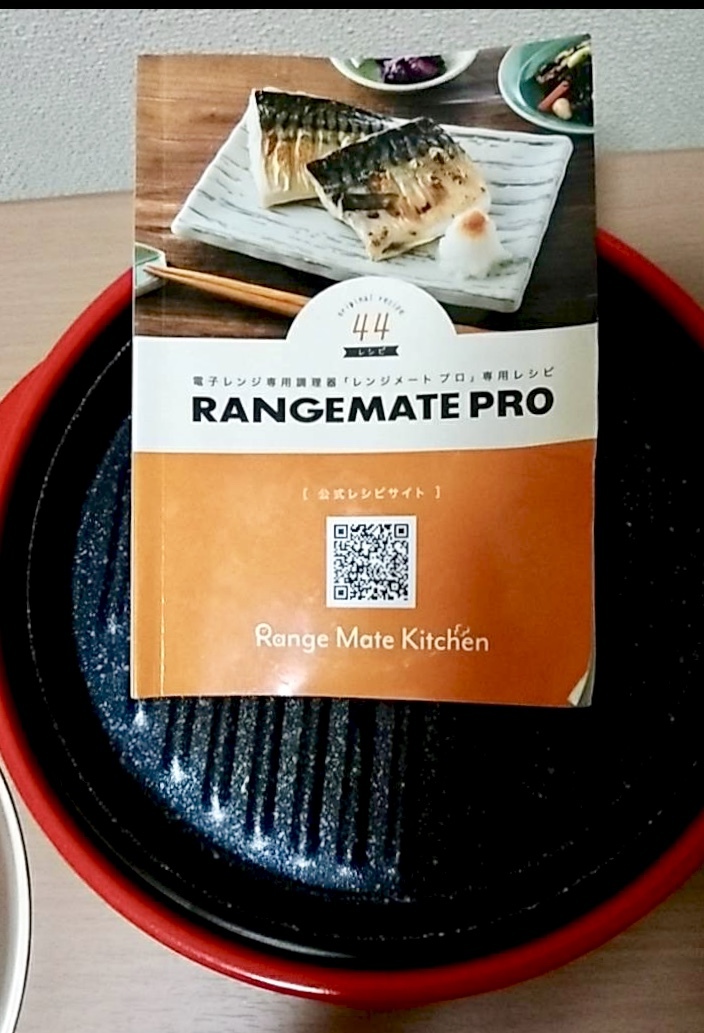 original recipe
44
レシピ
電子レンジ専用調理器「レンジメート プロ」専用レシピ
RANGEMATE PRO
[ 公式レシピサイト ]
Range Mate Kitchen